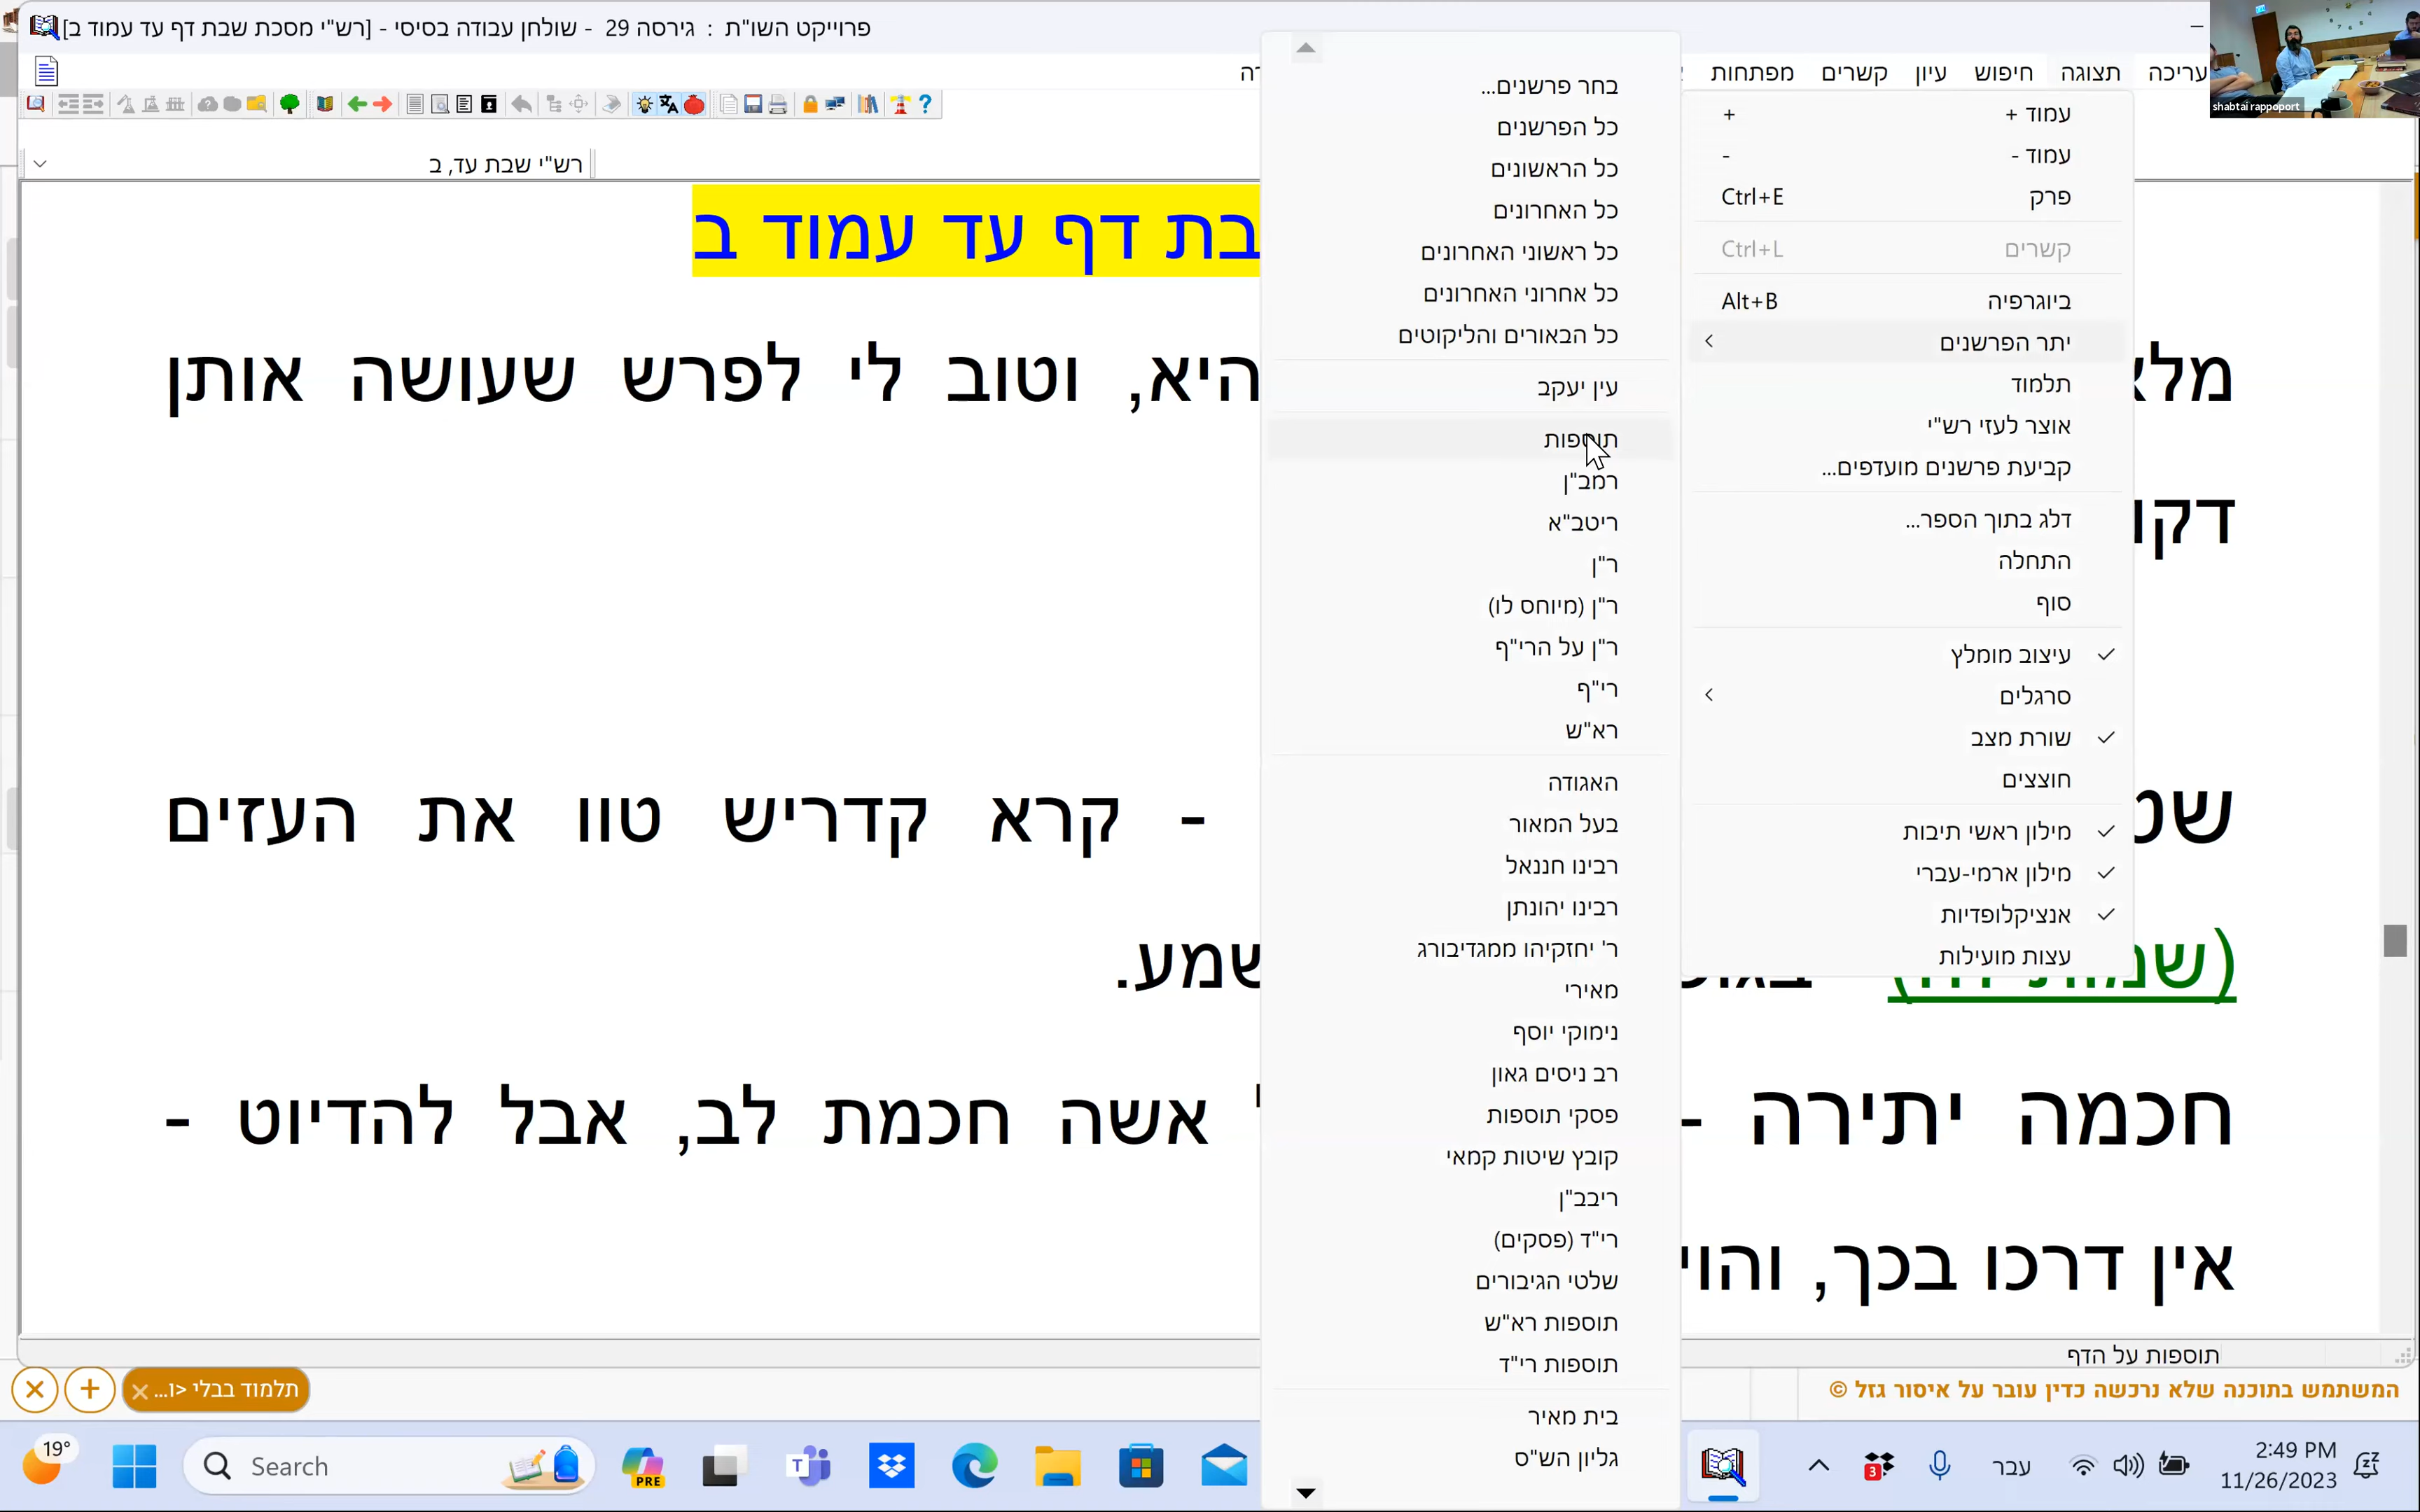 פרוייקט השו"ת : גירסה 29 - שולחן עבודה בסיסי - [רש"י מסכת שבת דף עד עמוד ב]
shabtai rappoport
עריכה תצוגה חיפוש עיון קשרים מפתחות
רש"י שבת עד, ב
בת דף עד עמוד ב
היא, וטוב לי לפרש שעושה אותן
- קרא קדריש טוו את העזים
שמע.
חכמה יתירה -
אשה חכמת לב, אבל להדיוט -
אין דרכו בכך,
עמוד + +
עמוד - -
פרק Ctrl+E
קשרים Ctrl+L
ביוגרפיה Alt+B
יתר הפרשנים
תלמוד
אוצר לעזי רש"י
קביעת פרשנים מועדפים...
דלג בתוך הספר...
התחלה
סוף
עיצוב מומלץ
סרגלים
שורת מצב
חוצצים
מילון ראשי תיבות
מילון ארמי-עברי
אנציקלופדיות
עצות מועילות
בחר פרשנים...
כל הפרשנים
כל הראשונים
כל האחרונים
כל ראשוני האחרונים
כל אחרוני האחרונים
כל הבאורים והליקוטים
עין יעקב
תוספות
רמב"ן
ריטב"א
ר"ן
ר"ן (מיוחס לו)
ר"ן על הרי"ף
רי"ף
רא"ש
האגודה
בעל המאור
רבינו חננאל
רבינו יהונתן
ר' יחזקיהו ממגדיבורג
מאירי
נימוקי יוסף
רב ניסים גאון
פסקי תוספות
קובץ שיטות קמאי
ריבב"ן
רי"ד (פסקים)
שלטי הגיבורים
תוספות רא"ש
תוספות רי"ד
בית מאיר
גליון הש"ס
תוספות על הדף
המשתמש בתוכנה שלא נרכשה כדין עובר על איסור גזל ©
תלמוד בבלי <ו...
19°
Search
PRE
3
עבר
2:49 PM
11/26/2023